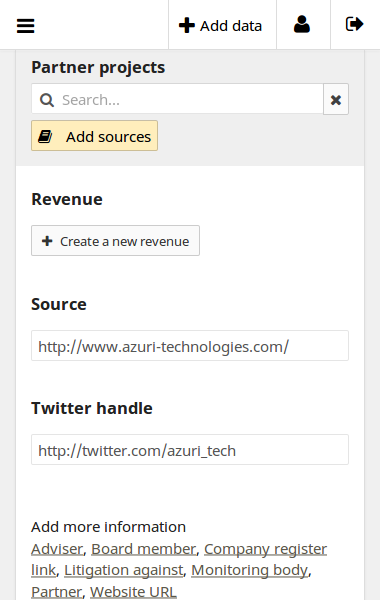 Add data
Partner projects
Search...
Add sources
Revenue
Create a new revenue
Source
http://www.azuri-technologies.com/
Twitter handle
http://twitter.com/azuri_tech
Add more information
Adviser, Board member, Company register
link, Litigation against, Monitoring body,
Partner, Website URL